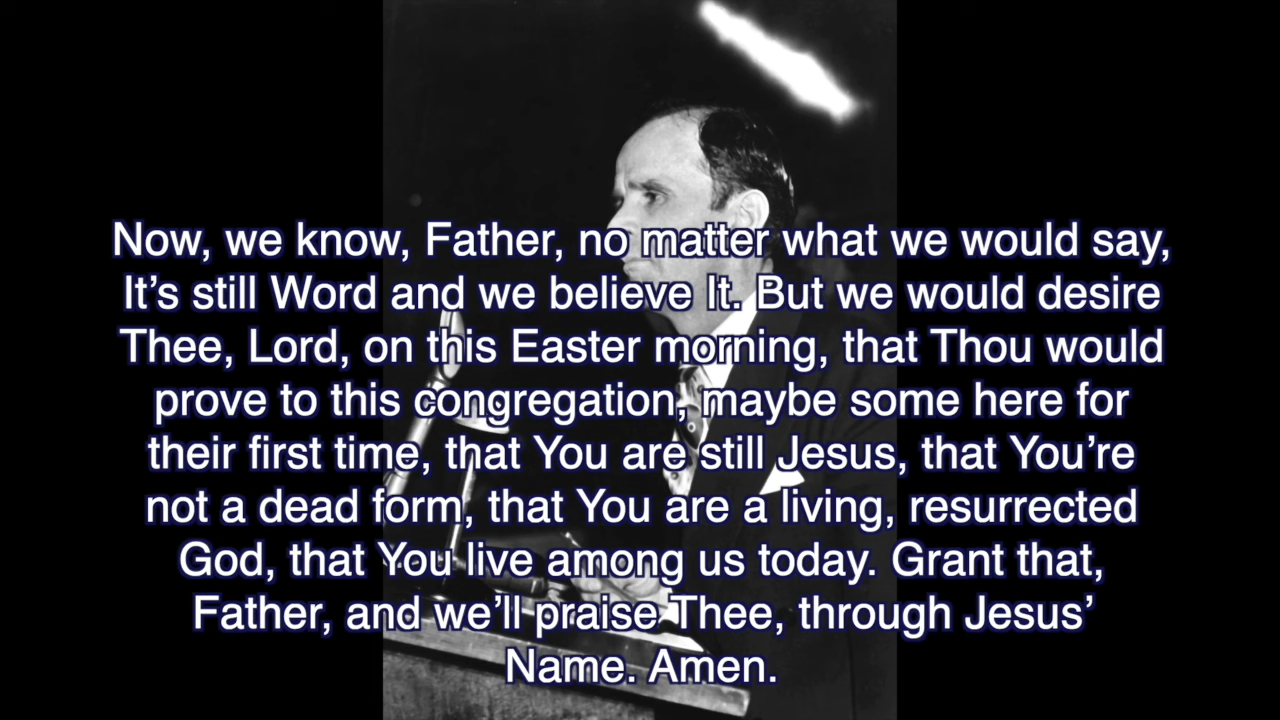 Now, we know, Father, no matter what we would say,
It’s still Word and we believe It. But we would desire
Thee, Lord, on this Easter morning, that Thou would
prove to this congregation, maybe some here for
their first time, that You are still Jesus, that You’re
not a dead form, that You are a living, resurrected
God, that You live among us today. Grant that,
Father, and we’ll praise Thee, through Jesus’
Name. Amen.